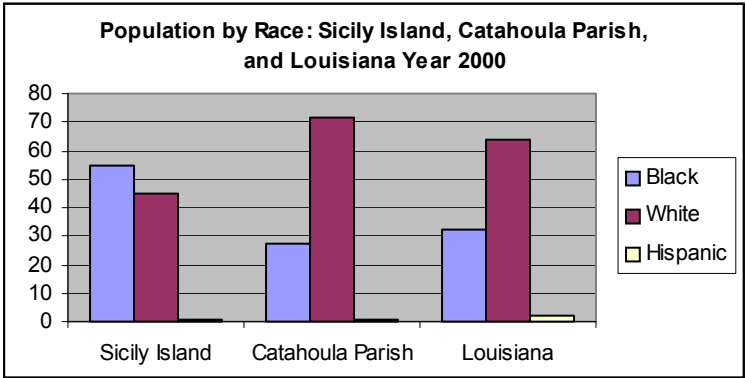 Population by Race: Sicily Island, Catahoula Parish,
and Louisiana Year 2000
80
70
60
50
40
30
20
10
0
Sicily Island
Catahoula Parish
Louisiana
Black
White
Hispanic